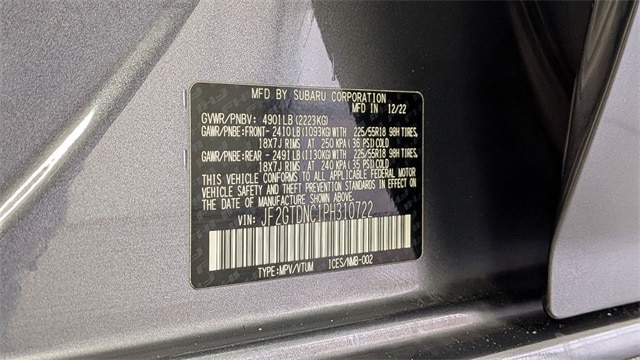 MFD BY SUBARU CORPORATION
MFD IN 12/22
GVWR/PNBV: 4901LB(2223KG)
GAWR/PNBE:FRONT- 2410LB(1093KG)WITH 225/55R18 98H TIRES,
18X7J RIMS AT 250 KPA (36 PSI)COLD
GAWR/PNBE:REAR - 2491LB(1130KG)WITH 225/55R18 98H TIRES,
18X7J RIMS AT 240 KPA (35 PSI)COLD
THIS VEHICLE CONFORMS TO ALL APPLICABLE FEDERAL MOTOR
VEHICLE SAFETY AND THEFT PREVENTION STANDARDS IN EFFECT
ON THE DATE OF MANUFACTURE SHOWN ABOVE.
VIN: JF2GTDNC1PH310722
TYPE:MPV/VTUM ICES/NMB-002